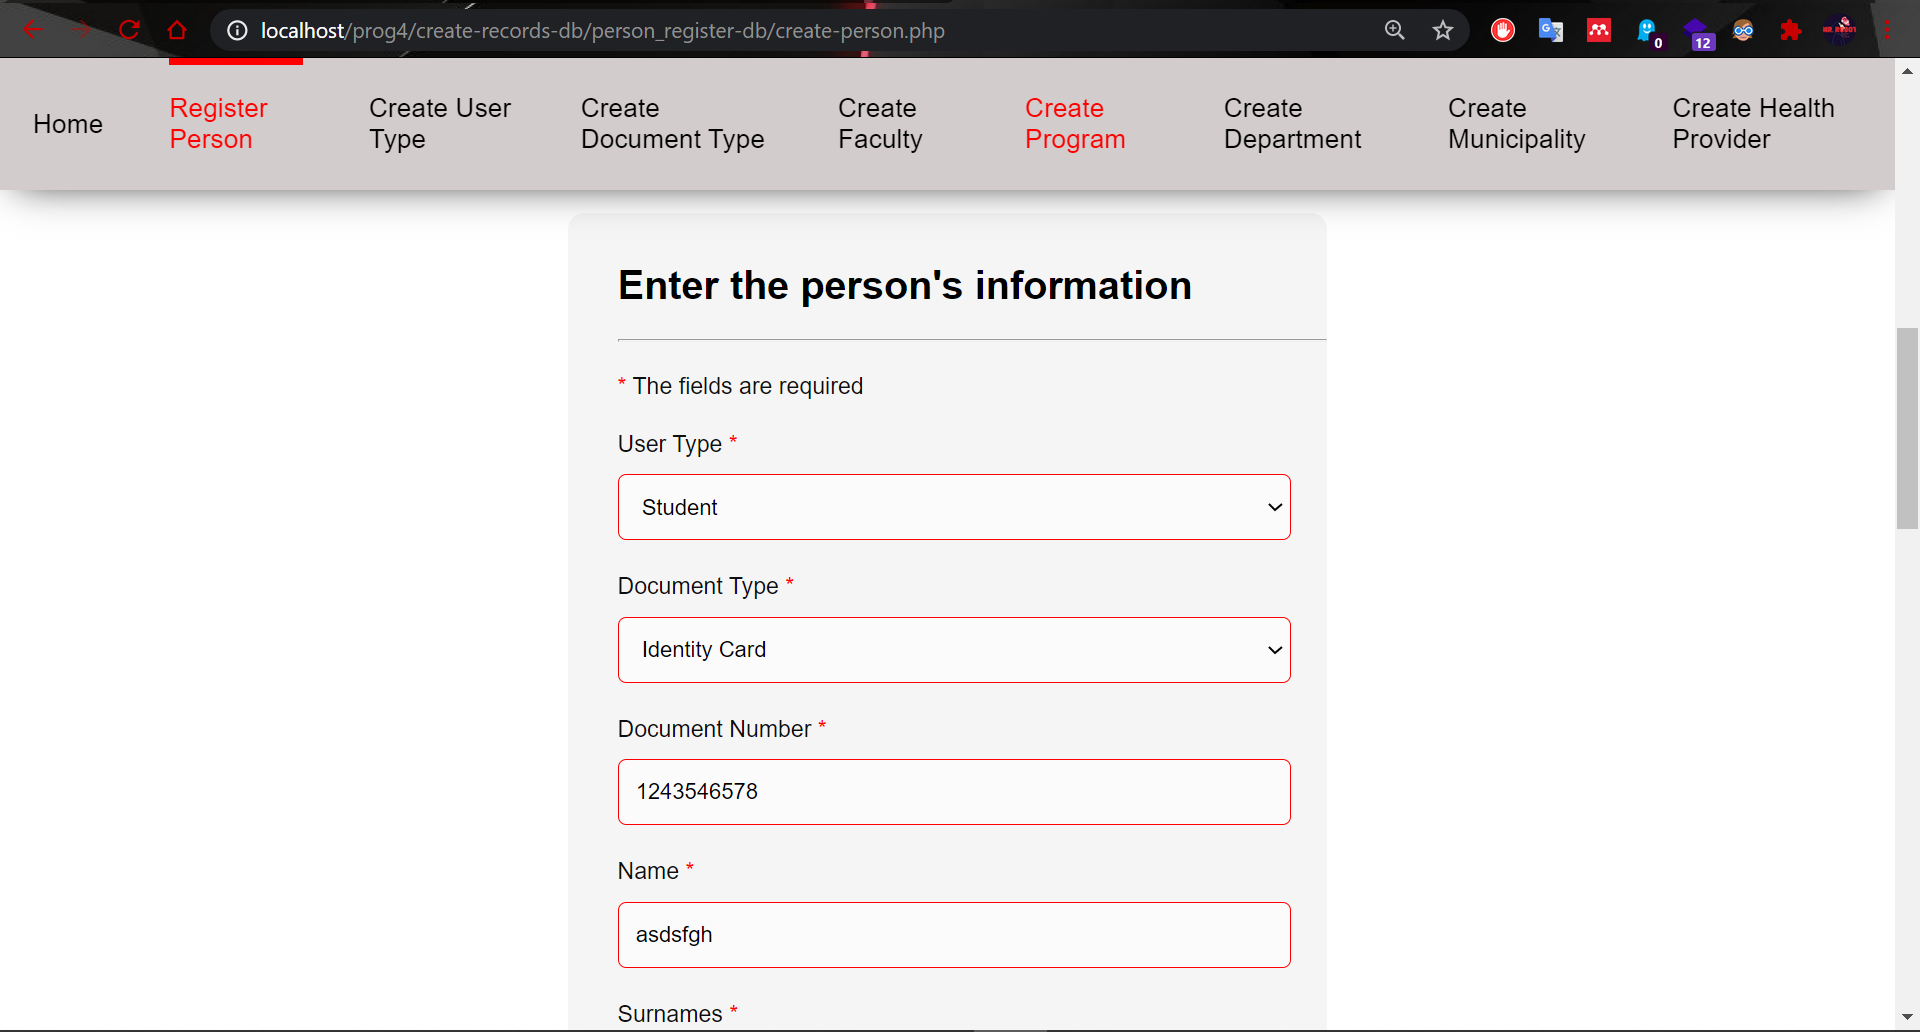 localhost/prog4/create-records-db/person_register-db/create-person.php
0
12
Home
Register
Person
Create User
Type
Create
Document Type
Create
Faculty
Create
Program
Create
Department
Create
Municipality
Create Health
Provider
Enter the person's information
* The fields are required
User Type *
Student
Document Type *
Identity Card
Document Number *
1243546578
Name *
asdsfgh
Surnames *